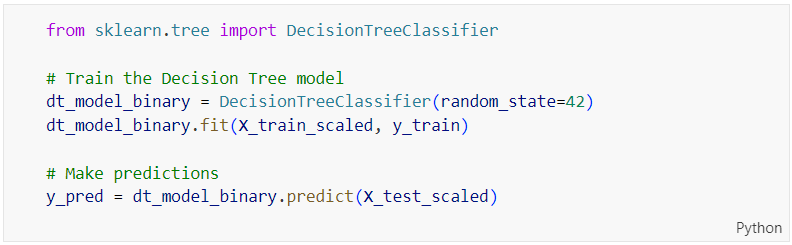 from sklearn.tree import DecisionTreeClassifier
# Train the Decision Tree model
dt_model_binary = DecisionTreeClassifier(random_state=42)
dt_model_binary.fit(X_train_scaled, y_train)
# Make predictions
y_pred = dt_model_binary.predict(X_test_scaled)
Python